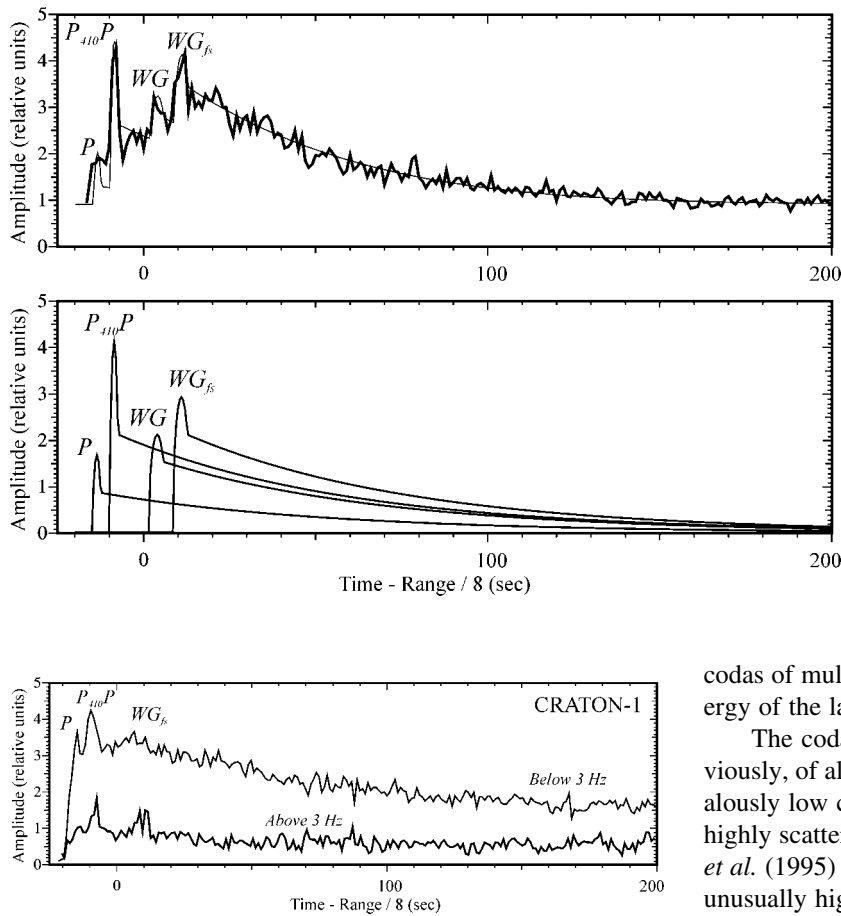 P₄₁₀P
WG_fs
WG
P
Amplitude (relative units)
5
4
3
2
1
0
0 100 200
P₄₁₀P
WG_fs
WG
P
Amplitude (relative units)
5
4
3
2
1
0
0 100 200
Time - Range / 8 (sec)
P P₄₁₀P
WG_fs
CRATON-1
Below 3 Hz
Above 3 Hz
Amplitude (relative units)
5
4
3
2
1
0
0 100 200
Time - Range / 8 (sec)
codas of mul
ergy of the la
The coda
viously, of al
alously low c
highly scatter
et al. (1995)
unusually hig